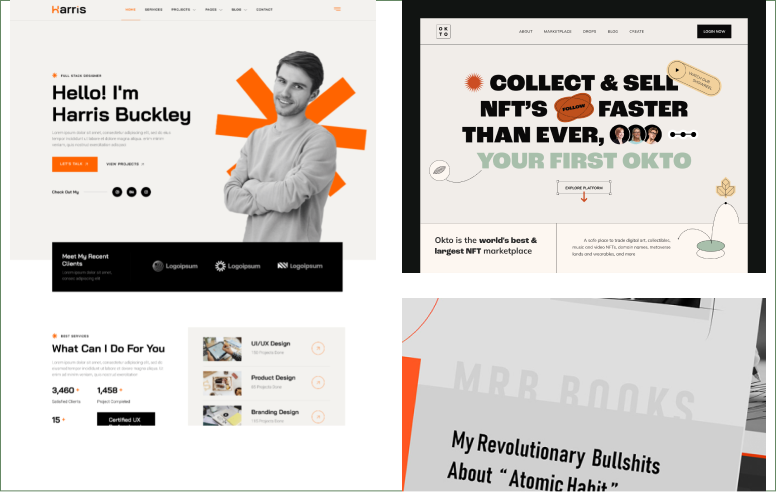 Harris
HOME SERVICES PROJECTS PAGES BLOG CONTACT
FULL STACK DESIGNER
Hello! I'm
Harris Buckley
LET'S TALK
VIEW PROJECTS
Check Out My
Meet My Recent
Clients
Logoipsum
Logoipsum
Logoipsum
BEST SERVICES
What Can I Do For You
3,460 +
1,458 +
Satisfied Clients
Project Completed
15 +
Certified UX
UI/UX Design
Product Design
Branding Design
OK
TO
ABOUT MARKETPLACE DROPS BLOG CREATE
LOGIN NOW
COLLECT & SELL
NFT'S FOLLOW FASTER
THAN EVER,
YOUR FIRST OKTO
WATCH OUR
EXPLORE PLATFORM
Okto is the world's best &
largest NFT marketplace
A safe place to trade digital art, collectibles,
music and video NFTs, domain names, metaverse
lands and wearables, and more
MRB BOOKS
My Revolutionary Bullshits
About “Atomic Habit”